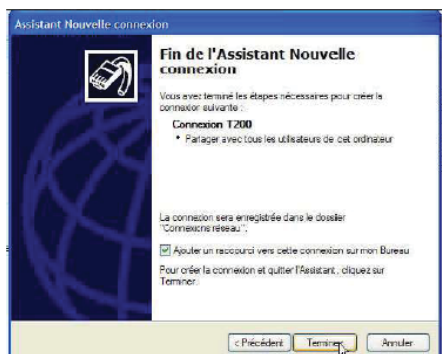 Assistant Nouvelle connexion
Fin de l'Assistant Nouvelle
connexion
Vous avez terminé les étapes nécessaires pour créer la
connexion suivante :
Connexion T200
• Partager avec tous les utilisateurs de cet ordinateur
La connexion sera enregistrée dans le dossier
"Connexions réseau".
Ajouter un raccourci vers cette connexion sur mon Bureau
Pour créer la connexion et quitter l'Assistant, cliquez sur
Terminer.
< Précédent Terminer Annuler